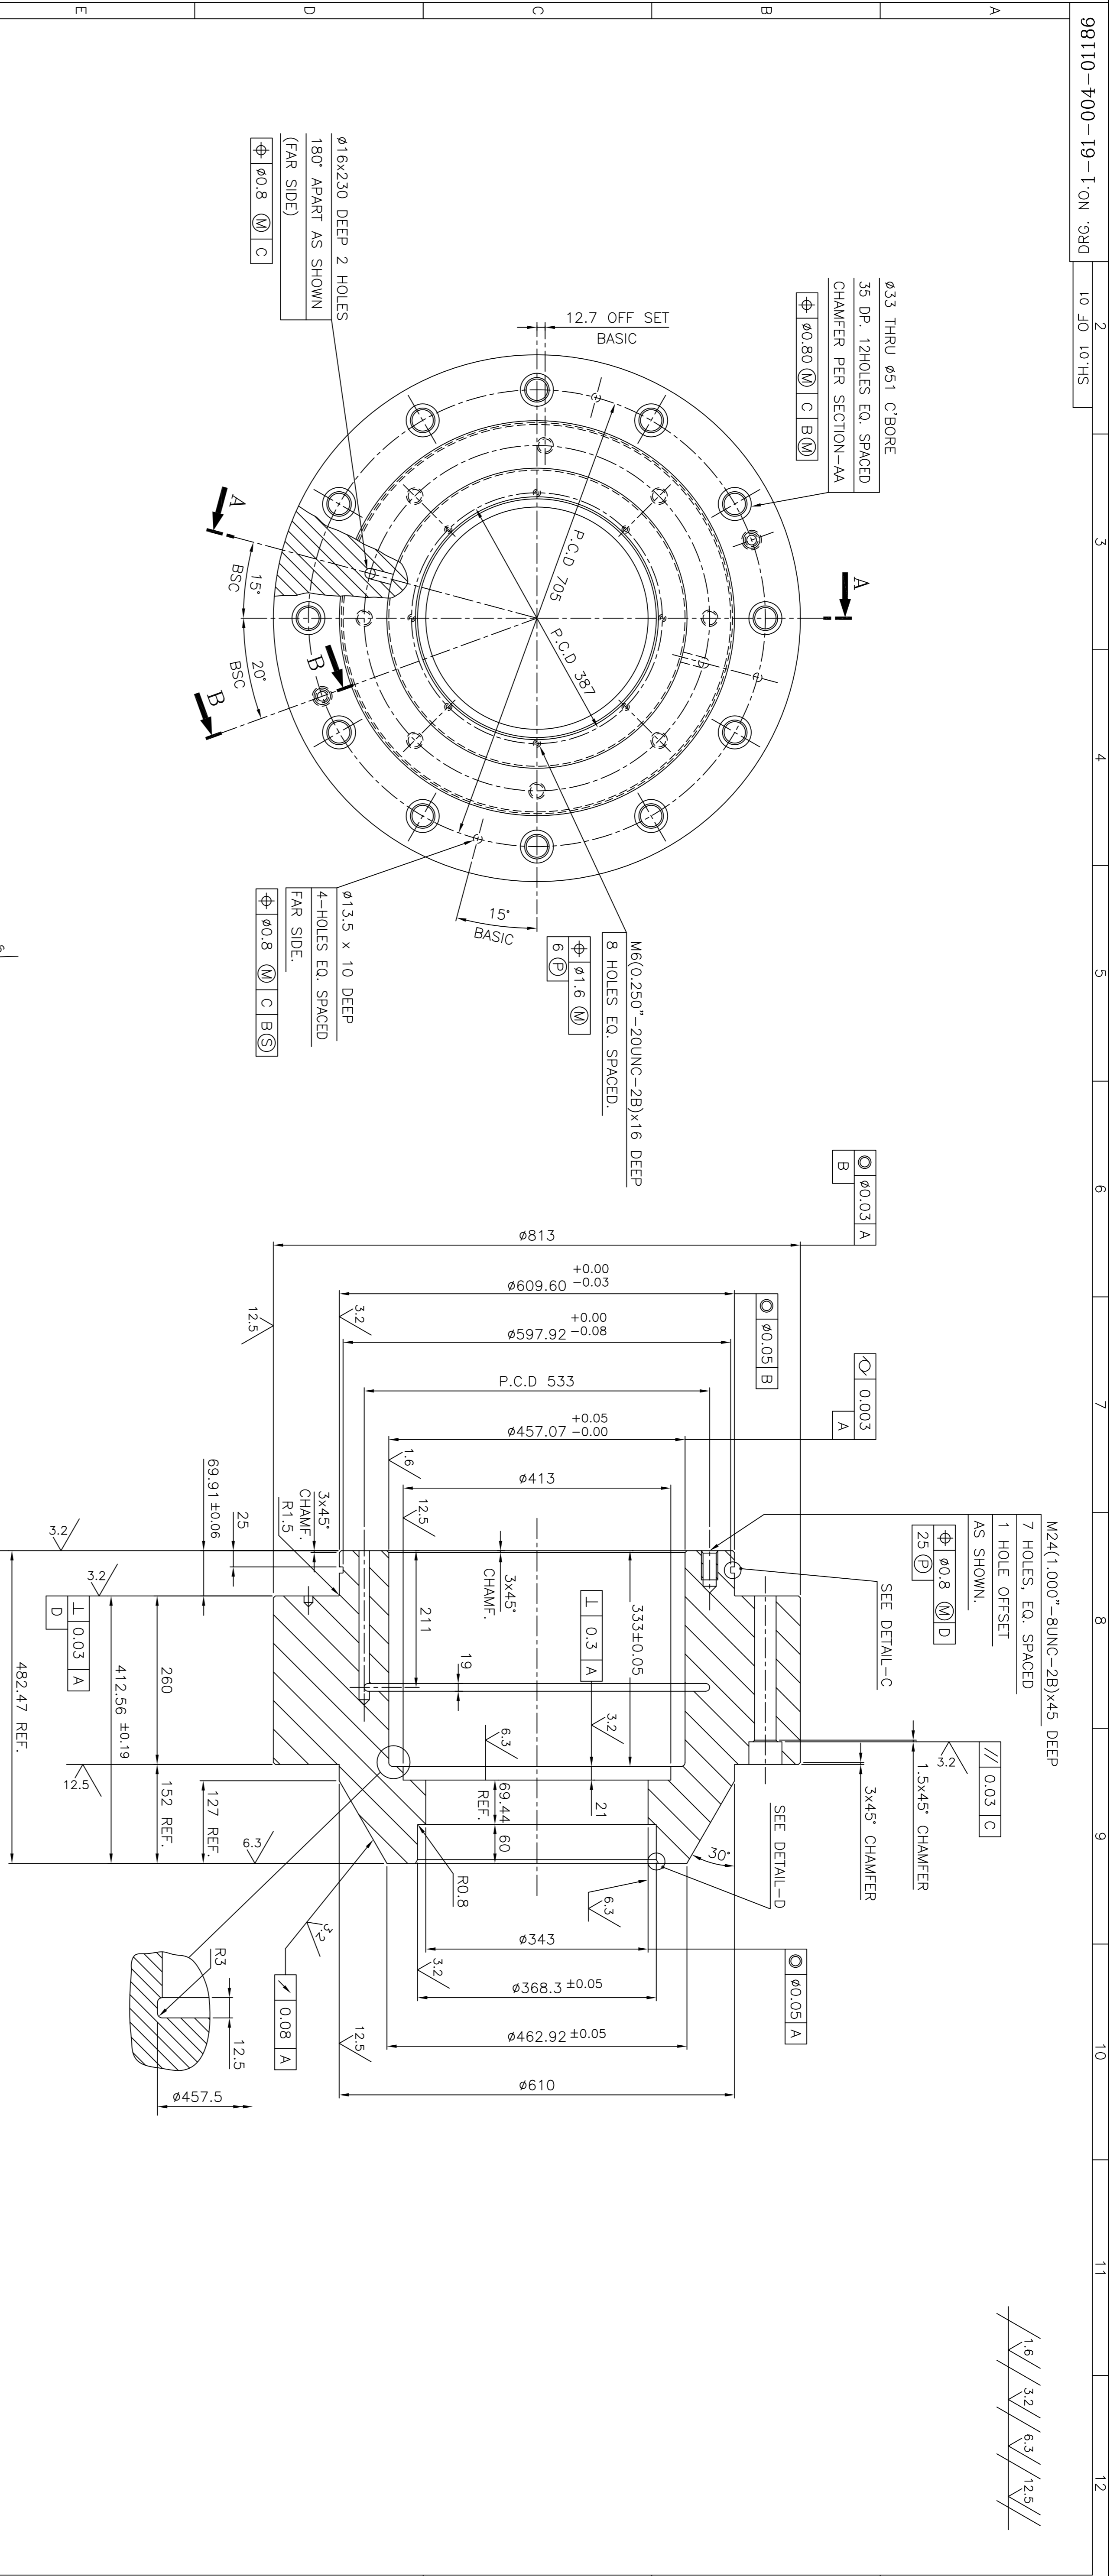 01186-004-61-1
DRG. NO.
SH.01 OF 01
2
3
4
5
6
7
8
9
10
11
12
A
B
C
D
E
Ø33 THRU Ø51 C'BORE
35 DP. 12HOLES EQ. SPACED
CHAMFER PER SECTION-AA
Ø0.80 Ⓜ C B Ⓜ
12.7 OFF SET
BASIC
Ø16x230 DEEP 2 HOLES
180° APART AS SHOWN
(FAR SIDE)
Ø0.8 Ⓜ C
A
A
15°
BSC
20°
BSC
B
B
P.C.D 705
P.C.D 387
15°
BASIC
M6(0.250"-20UNC-2B)x16 DEEP
8 HOLES EQ. SPACED.
Ø1.6 Ⓜ
6 Ⓟ
Ø13.5 x 10 DEEP
4-HOLES EQ. SPACED
FAR SIDE.
Ø0.8 Ⓜ C B Ⓢ
Ø0.03 A
B
Ø813
+0.00
Ø609.60 -0.03
Ø0.05 B
+0.00
Ø597.92 -0.08
P.C.D 533
0.003
A
+0.05
Ø457.07 -0.00
Ø413
12.5
3.2
1.6
12.5
M24(1.000"-8UNC-2B)x45 DEEP
7 HOLES, EQ. SPACED
1 HOLE OFFSET
AS SHOWN.
Ø0.8 Ⓜ D
25 Ⓟ
SEE DETAIL-C
// 0.03 C
3.2
1.5x45° CHAMFER
3x45° CHAMFER
SEE DETAIL-D
30°
3x45°
CHAMF.
R1.5
3x45°
CHAMF.
333±0.05
⊥ 0.3 A
211
19
3.2
6.3
21
69.44
REF.
60
R0.8
6.3
69.91 ±0.06
25
3.2
3.2
⊥ 0.03 A
D
260
412.56 ±0.19
482.47 REF.
152 REF.
127 REF.
12.5
6.3
Ø343
Ø0.05 A
3.2
Ø368.3 ±0.05
Ø462.92 ±0.05
Ø610
12.5
3.2
0.08 A
R3
12.5
Ø457.5
1.6 3.2 6.3 12.5